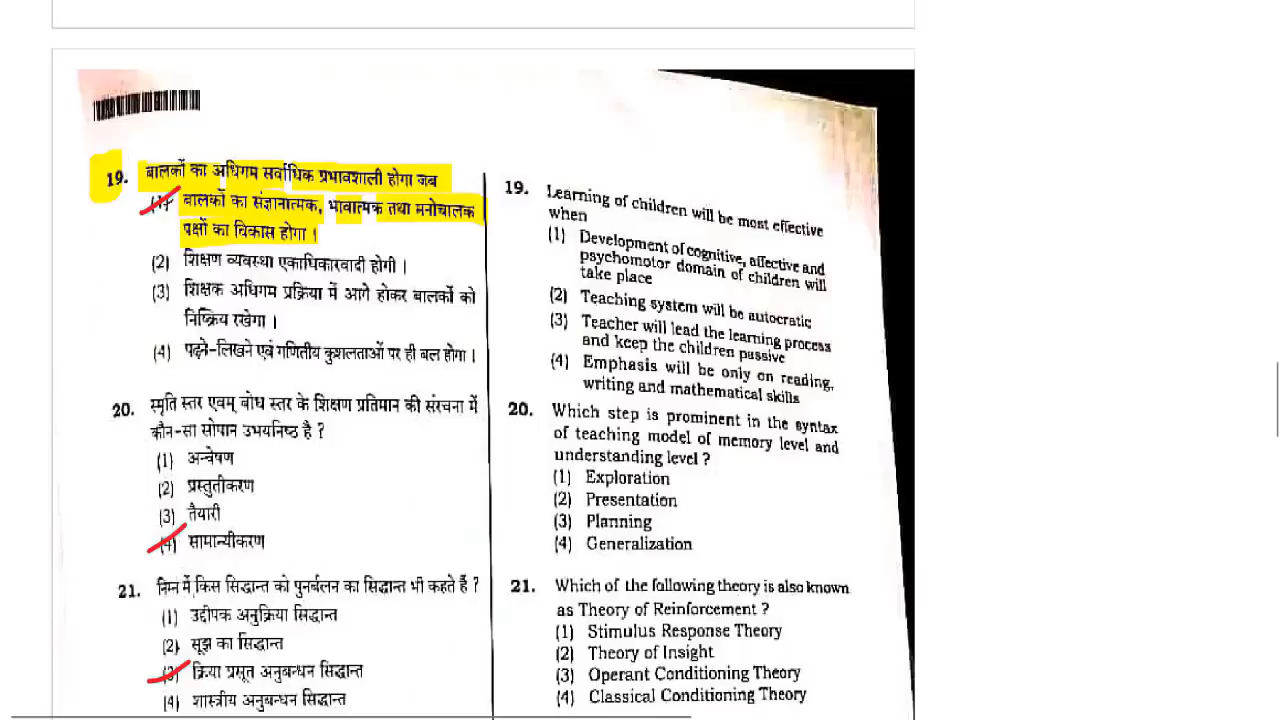 19. बालकों का अधिगम सर्वाधिक प्रभावशाली होगा जब
बालकों का संज्ञानात्मक, भावात्मक तथा मनोचालक
पक्षों का विकास होगा ।
(2) शिक्षण व्यवस्था एकाधिकारवादी होगी ।
(3) शिक्षक अधिगम प्रक्रिया में आगे होकर बालकों को
निष्क्रिय रखेगा ।
(4) पढ़ने-लिखने एवं गणितीय कुशलताओं पर ही बल होगा ।
20. स्मृति स्तर एवम् बोध स्तर के शिक्षण प्रतिमान की संरचना में
कौन-सा सोपान उभयनिष्ठ है ?
(1) अन्वेषण
(2) प्रस्तुतीकरण
(3) तैयारी
(4) सामान्यीकरण
21. निम्न में किस सिद्धान्त को पुनर्बलन का सिद्धान्त भी कहते हैं ?
(1) उद्दीपक अनुक्रिया सिद्धान्त
(2) सूझ का सिद्धान्त
(3) क्रिया प्रसूत अनुबन्धन सिद्धान्त
(4) शास्त्रीय अनुबन्धन सिद्धान्त
19. Learning of children will be most effective
when
(1) Development of cognitive, affective and
psychomotor domain of children will
take place
(2) Teaching system will be autocratic
(3) Teacher will lead the learning process
and keep the children passive
(4) Emphasis will be only on reading,
writing and mathematical skills
20. Which step is prominent in the syntax
of teaching model of memory level and
understanding level ?
(1) Exploration
(2) Presentation
(3) Planning
(4) Generalization
21. Which of the following theory is also known
as Theory of Reinforcement ?
(1) Stimulus Response Theory
(2) Theory of Insight
(3) Operant Conditioning Theory
(4) Classical Conditioning Theory